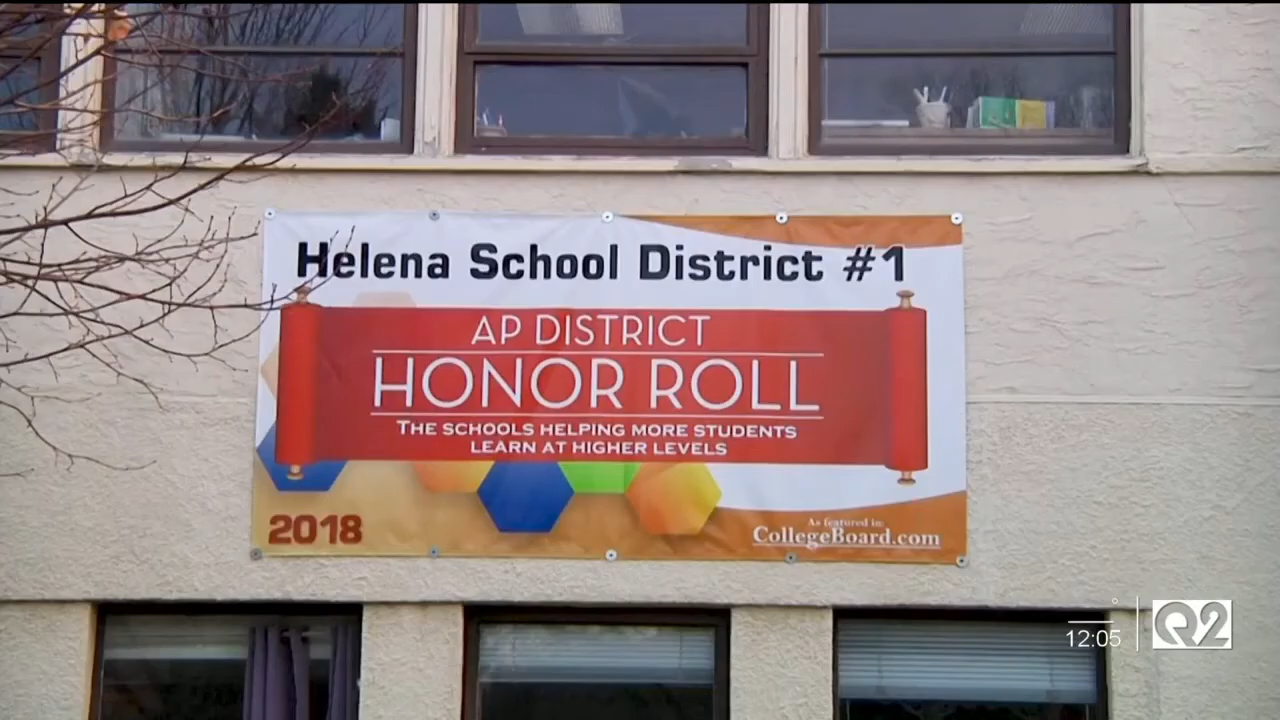 Helena School District #1
AP DISTRICT
HONOR ROLL
THE SCHOOLS HELPING MORE STUDENTS
LEARN AT HIGHER LEVELS
2018
As featured in:
CollegeBoard.com
12:05
Q2